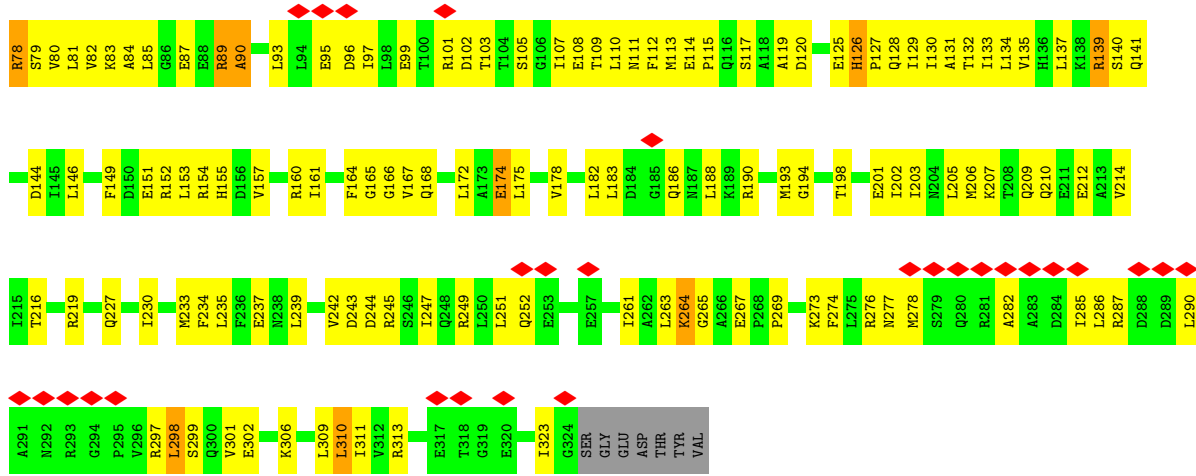 R78 S79 V80 L81 V82 K83 A84 L85 G86 E87 E88 R89 A90 L93 L94 E95 D96 I97 L98 E99 T100 R101 D102 T103 T104 S105 G106 I107 E108 T109 L110 N111 F112 M113 E114 P115 Q116 S117 A118 A119 D120 E125 H126 P127 Q128 I129 I130 A131 T132 I133 L134 V135 H136 L137 K138 R139 S140 Q141
D144 I145 L146 F149 D150 E151 R152 L153 R154 H155 D156 V157 R160 I161 F164 G165 G166 V167 Q168 L172 A173 E174 L175 V178 L182 L183 D184 G185 Q186 N187 L188 K189 R190 M193 G194 T198 E201 I202 I203 N204 L205 M206 K207 T208 Q209 Q210 E211 E212 A213 V214
I215 T216 R219 Q227 I230 M233 F234 L235 F236 E237 N238 L239 V242 D243 D244 R245 S246 I247 Q248 R249 L250 L251 Q252 E253 E257 I261 A262 L263 K264 G265 A266 E267 P268 P269 K273 F274 L275 R276 N277 M278 S279 Q280 R281 A282 A283 D284 I285 L286 R287 D288 D289 L290
A291 N292 R293 G294 P295 V296 R297 L298 S299 Q300 V301 E302 K306 L309 L310 I311 V312 R313 E317 T318 G319 E320 I323 G324 SER GLY GLU ASP THR TYR VAL